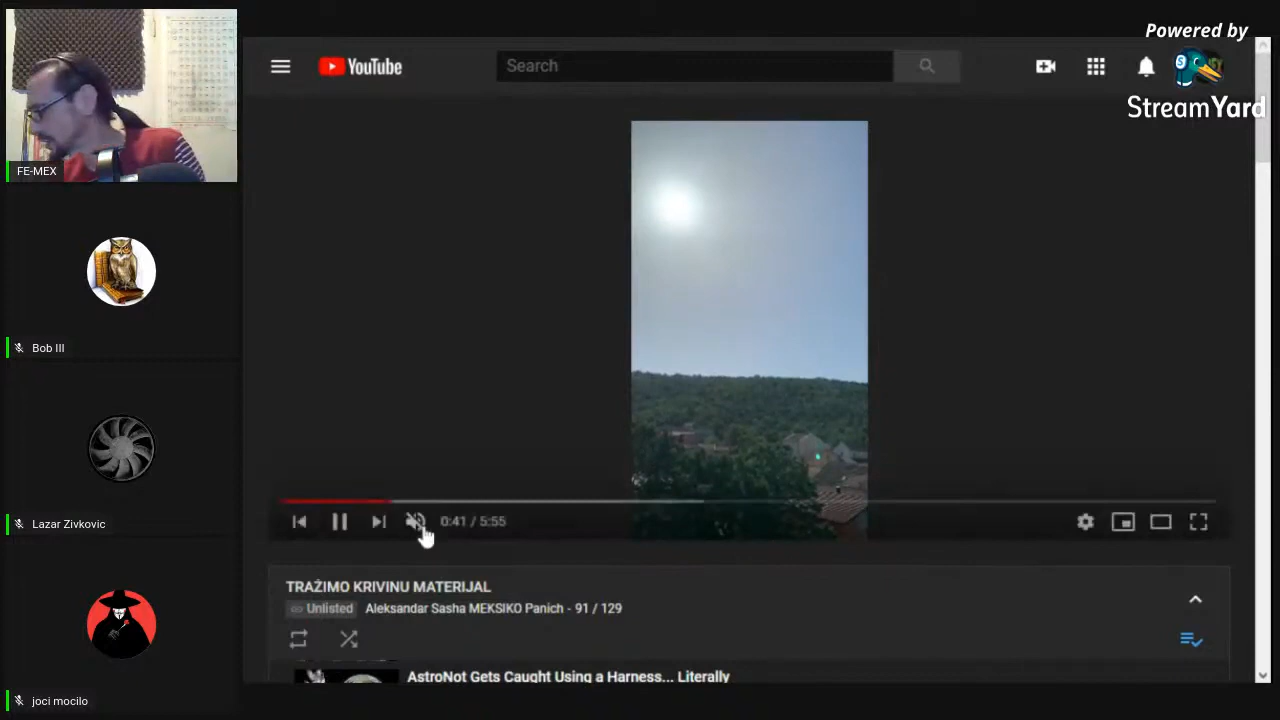 Powered by
StreamYard
YouTube
Search
FE-MEX
Bob III
Lazar Zivkovic
joci mocilo
0:41 / 5:55
TRAŽIMO KRIVINU MATERIJAL
Unlisted Aleksandar Sasha MEKSIKO Panich - 91 / 129
AstroNot Gets Caught Using a Harness... Literally